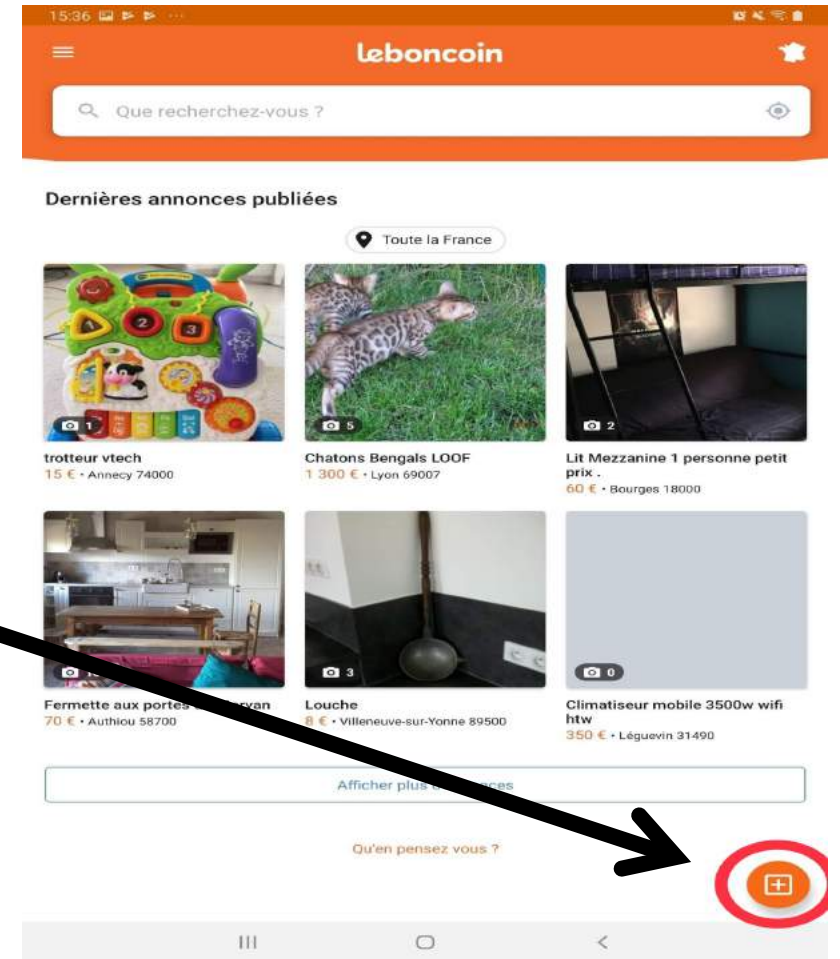 15:36
leboncoin
Que recherchez-vous ?
Dernières annonces publiées
Toute la France
1 2 3
1
5
2
trotteur vtech
15 € • Annecy 74000
Chatons Bengals LOOF
1 300 € • Lyon 69007
Lit Mezzanine 1 personne petit
prix .
60 € • Bourges 18000
3
0
Fermette aux portes
70 € • Authiou 58700
Louche
8 € • Villeneuve-sur-Yonne 89500
Climatiseur mobile 3500w wifi
htw
350 € • Léguevin 31490
Afficher plus
Qu'en pensez vous ?